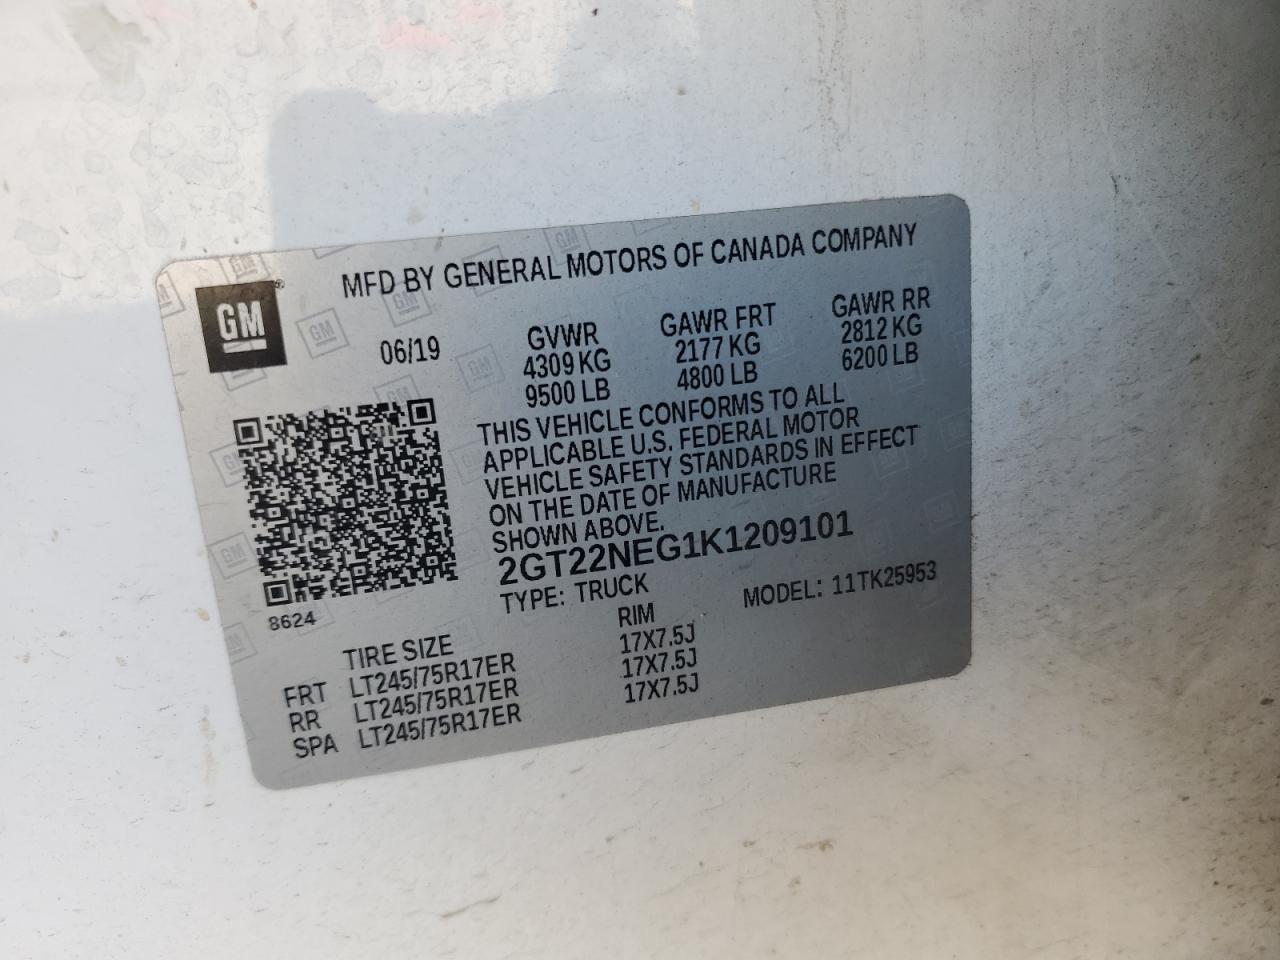 MFD BY GENERAL MOTORS OF CANADA COMPANY
GM
06/19
GVWR GAWR FRT GAWR RR
4309 KG 2177 KG 2812 KG
9500 LB 4800 LB 6200 LB
THIS VEHICLE CONFORMS TO ALL
APPLICABLE U.S. FEDERAL MOTOR
VEHICLE SAFETY STANDARDS IN EFFECT
ON THE DATE OF MANUFACTURE
SHOWN ABOVE.
2GT22NEG1K1209101
TYPE: TRUCK MODEL: 11TK25953
8624
TIRE SIZE RIM
FRT LT245/75R17ER 17X7.5J
RR LT245/75R17ER 17X7.5J
SPA LT245/75R17ER 17X7.5J